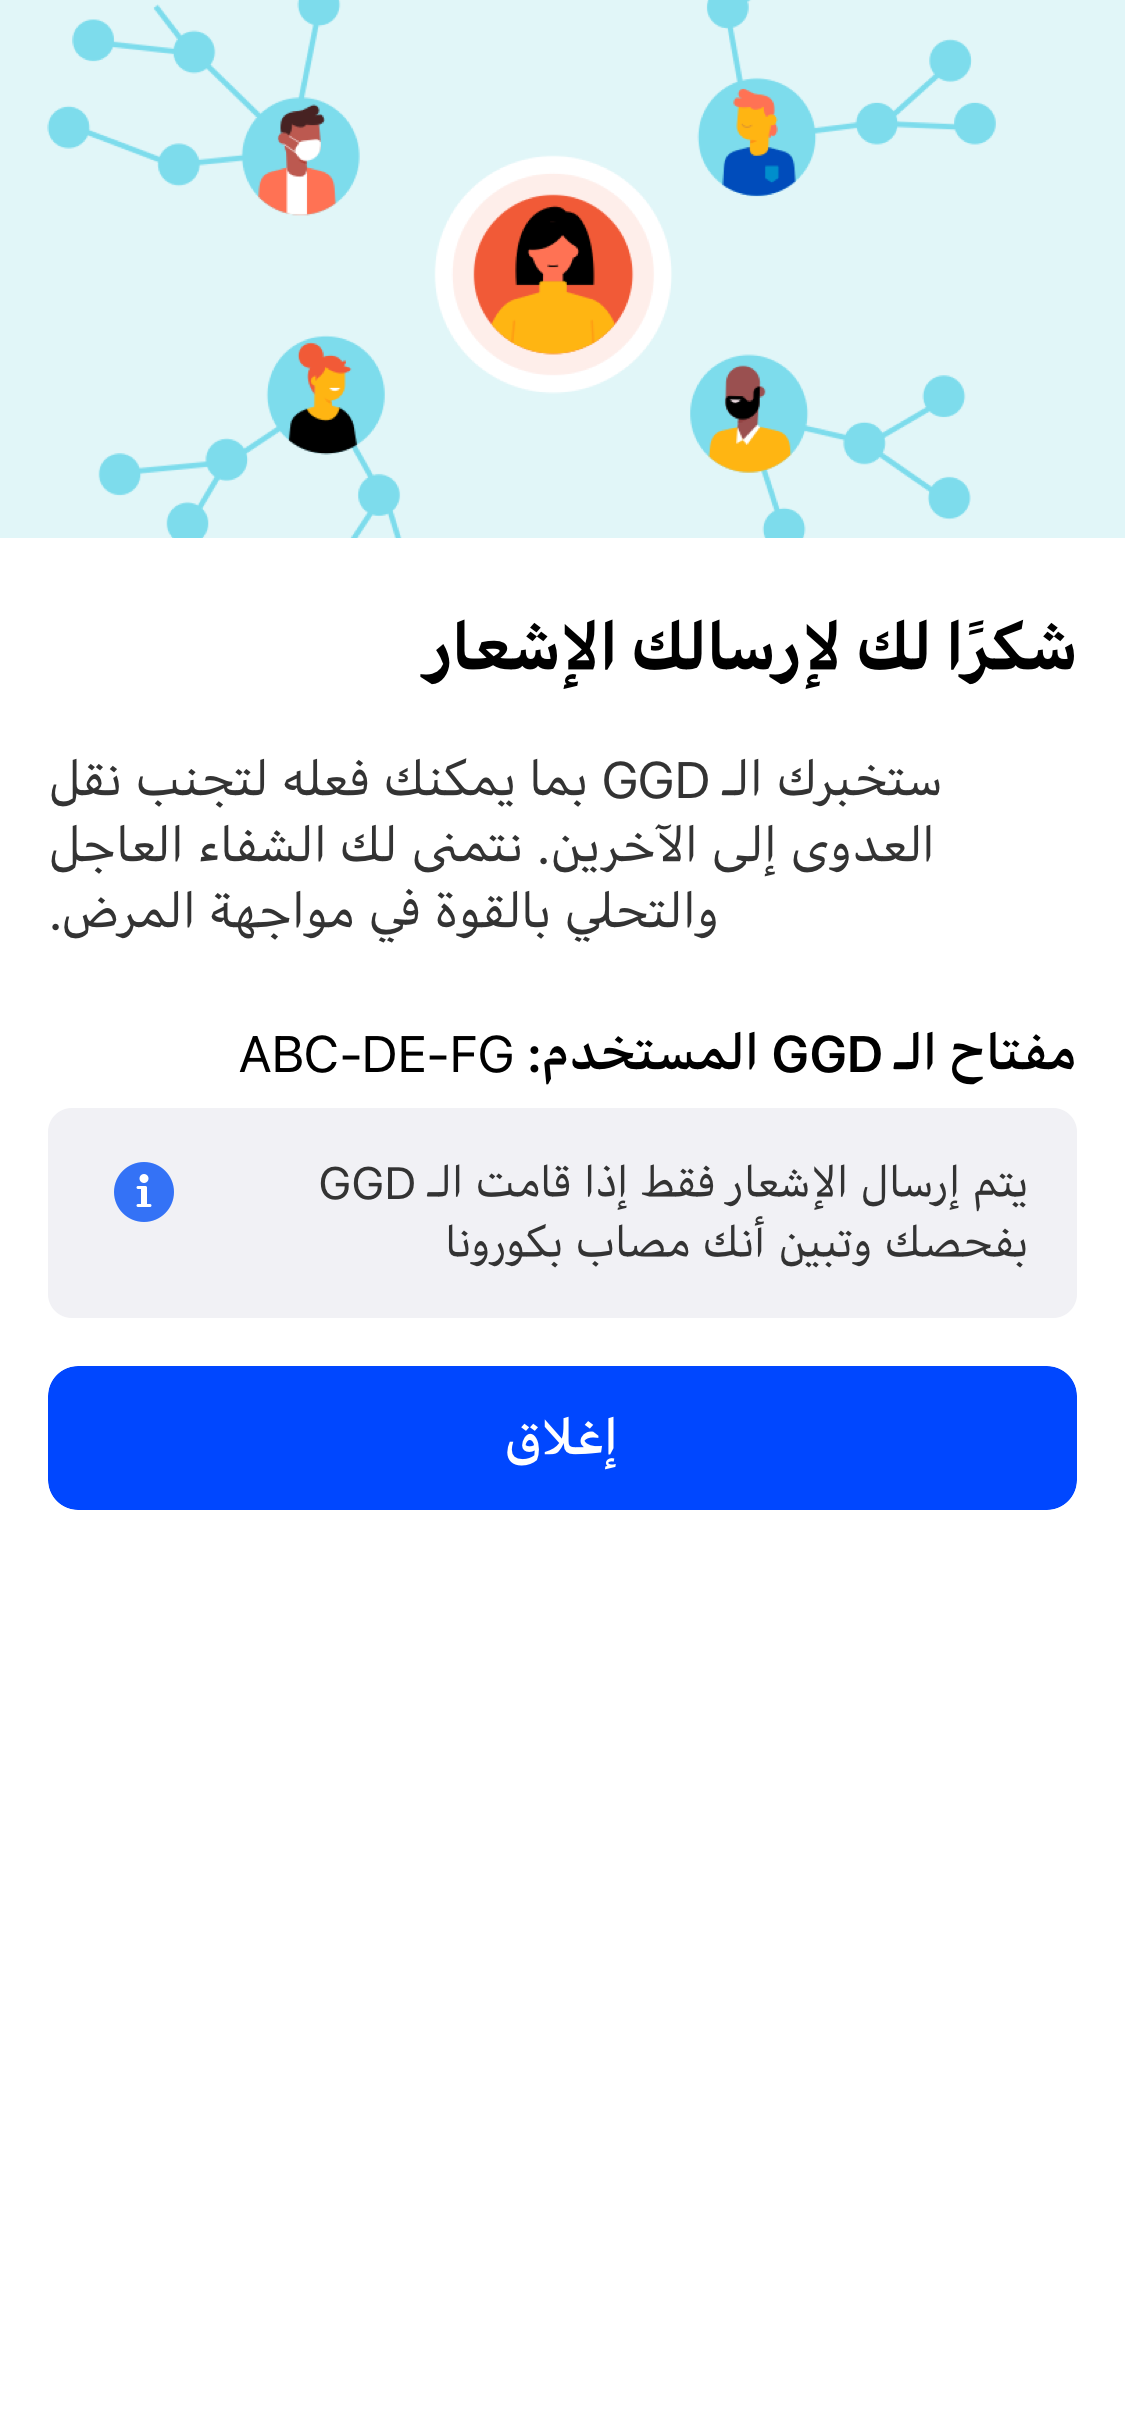 شكرًا لك لإرسالك الإشعار
ستخبرك الـ GGD بما يمكنك فعله لتجنب نقل
العدوى إلى الآخرين. نتمنى لك الشفاء العاجل
والتحلي بالقوة في مواجهة المرض.
مفتاح الـ GGD المستخدم: ABC-DE-FG
يتم إرسال الإشعار فقط إذا قامت الـ GGD
بفحصك وتبين أنك مصاب بكورونا
إغلاق